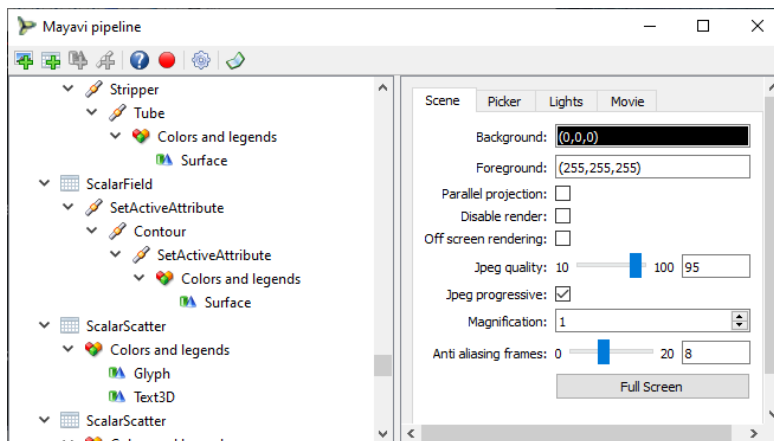 Mayavi pipeline
Stripper
Tube
Colors and legends
Surface
ScalarField
SetActiveAttribute
Contour
SetActiveAttribute
Colors and legends
Surface
ScalarScatter
Colors and legends
Glyph
Text3D
ScalarScatter
Scene Picker Lights Movie
Background: (0,0,0)
Foreground: (255,255,255)
Parallel projection:
Disable render:
Off screen rendering:
Jpeg quality: 10 100 95
Jpeg progressive:
Magnification: 1
Anti aliasing frames: 0 20 8
Full Screen